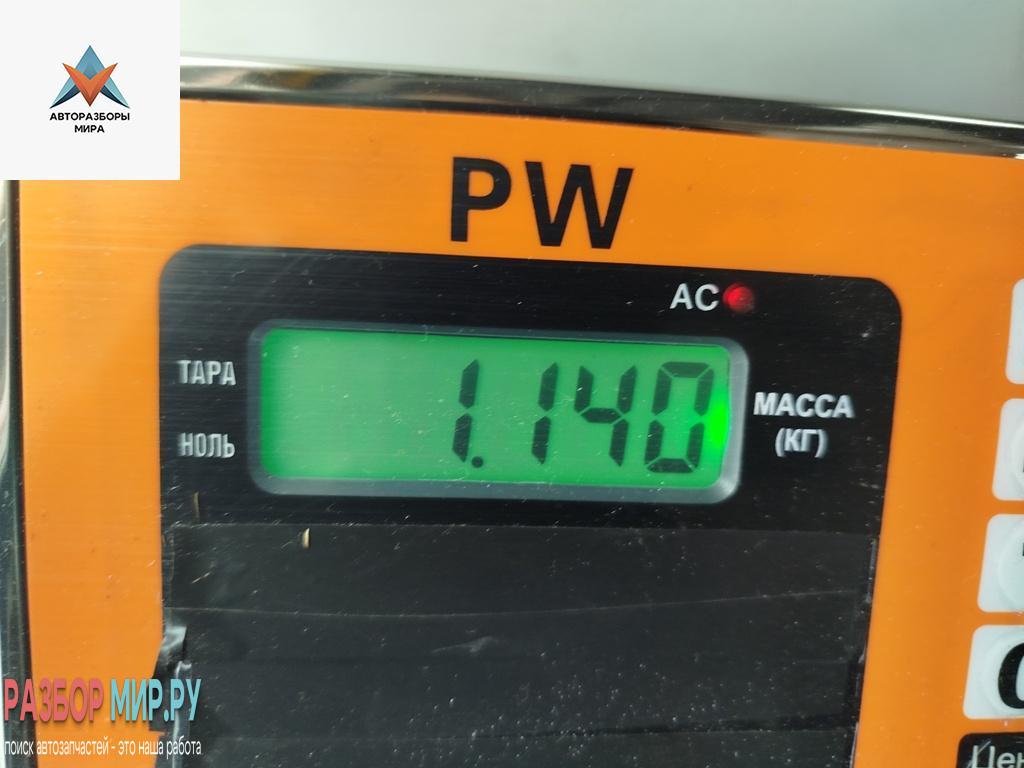 АВТОРАЗБОРЫ
МИРА
PW
AC
ТАРА
НОЛЬ
1.140
МАССА
(КГ)
РАЗБОР МИР.РУ
поиск автозапчастей - это наша работа